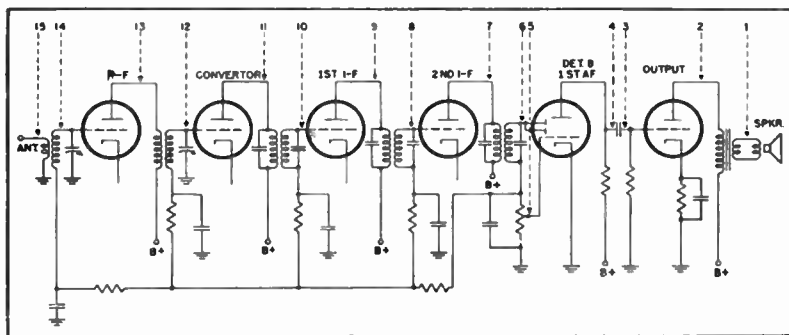 15 14 13 12 11 10 9 8 7 6 5 4 3 2 1
R-F CONVERTOR 1ST I-F 2ND I-F DET. B 1ST AF OUTPUT
ANT. SPKR.
B+ B+ B+ B+ B+ B+